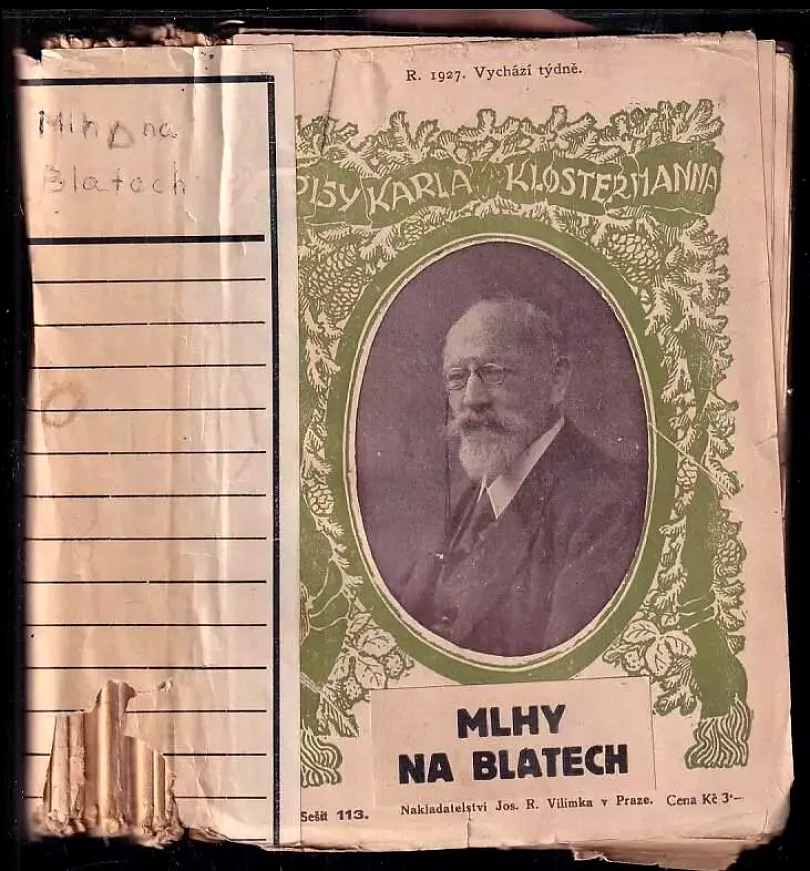 Mlhy na
Blatech
R. 1927. Vychází týdně.
PISY KARLA KLOSTERMANNA
MLHY
NA BLATECH
Sešit 113.
Nakladatelství Jos. R. Vilímka v Praze. Cena Kč 3·—